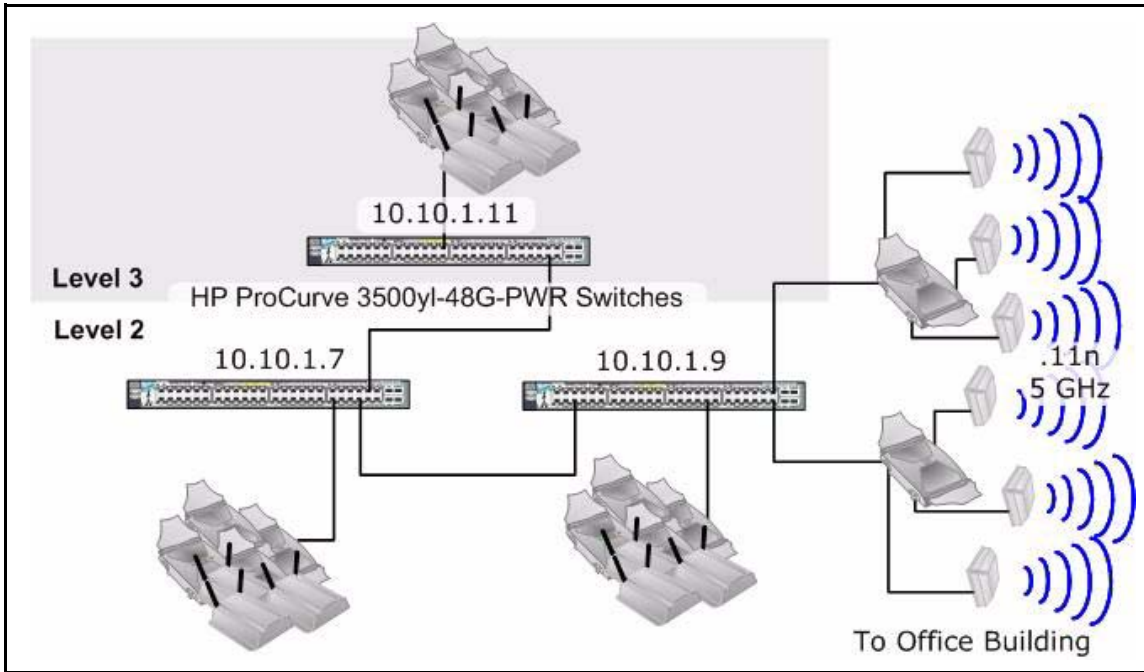 10.10.1.11
Level 3
HP ProCurve 3500yl-48G-PWR Switches
Level 2
10.10.1.7
10.10.1.9
.11n
5 GHz
To Office Building